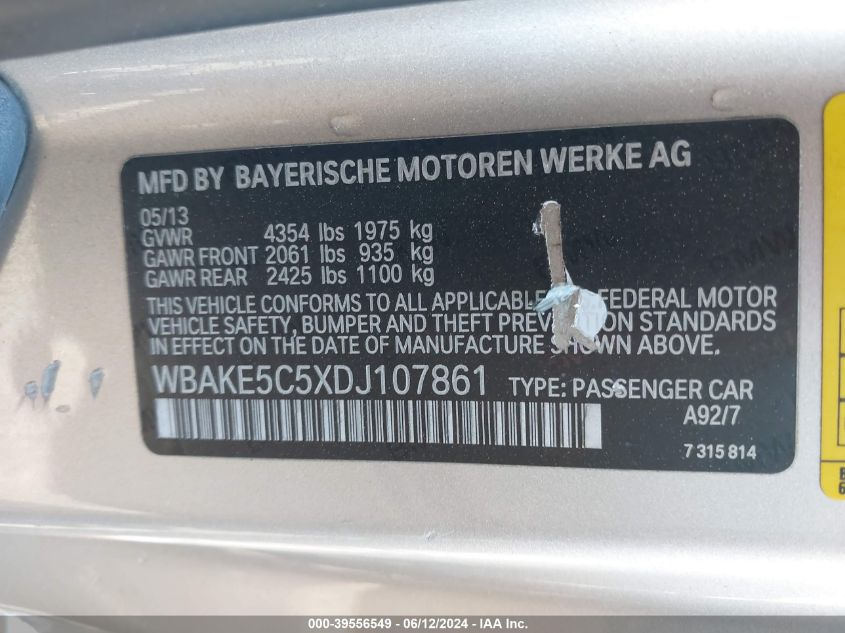 MFD BY BAYERISCHE MOTOREN WERKE AG
05/13
GVWR 4354 lbs 1975 kg
GAWR FRONT 2061 lbs 935 kg
GAWR REAR 2425 lbs 1100 kg
THIS VEHICLE CONFORMS TO ALL APPLICABLE FEDERAL MOTOR
VEHICLE SAFETY, BUMPER AND THEFT PREVENTION STANDARDS
IN EFFECT ON THE DATE OF MANUFACTURE SHOWN ABOVE.
WBAKE5C5XDJ107861 TYPE: PASSENGER CAR
A92/7
7 315 814
000-39556549 - 06/12/2024 - IAA Inc.